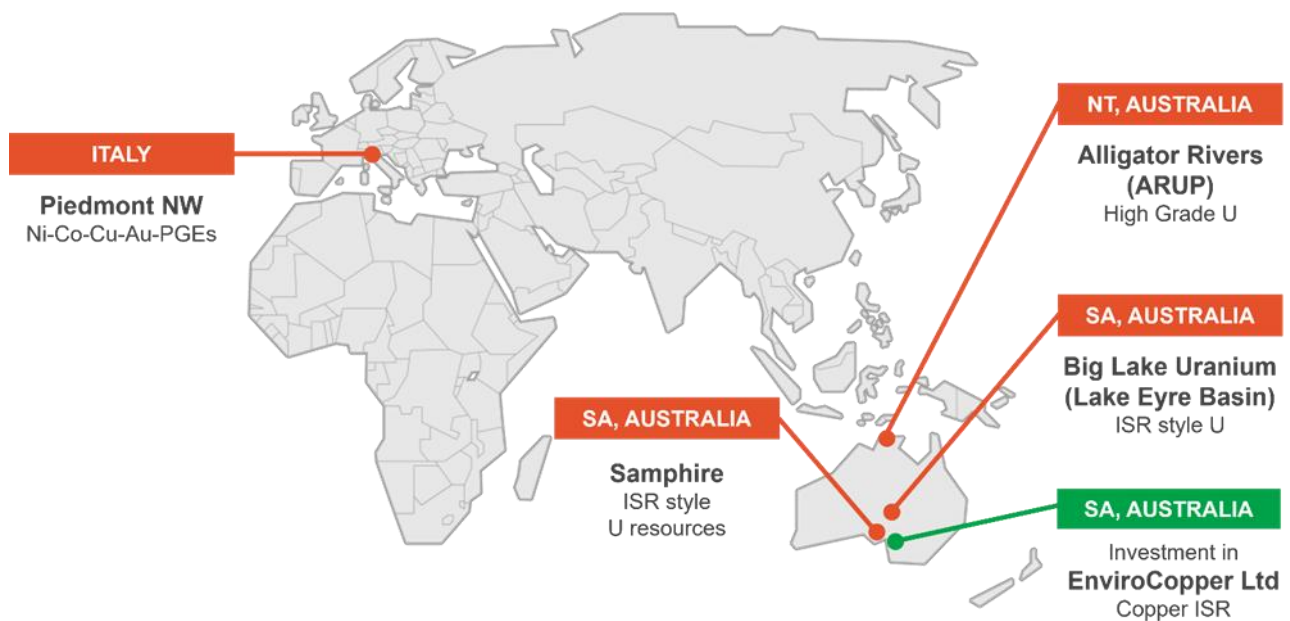 ITALY
Piedmont NW
Ni-Co-Cu-Au-PGEs
NT, AUSTRALIA
Alligator Rivers
(ARUP)
High Grade U
SA, AUSTRALIA
Big Lake Uranium
(Lake Eyre Basin)
ISR style U
SA, AUSTRALIA
Samphire
ISR style
U resources
SA, AUSTRALIA
Investment in
EnviroCopper Ltd
Copper ISR